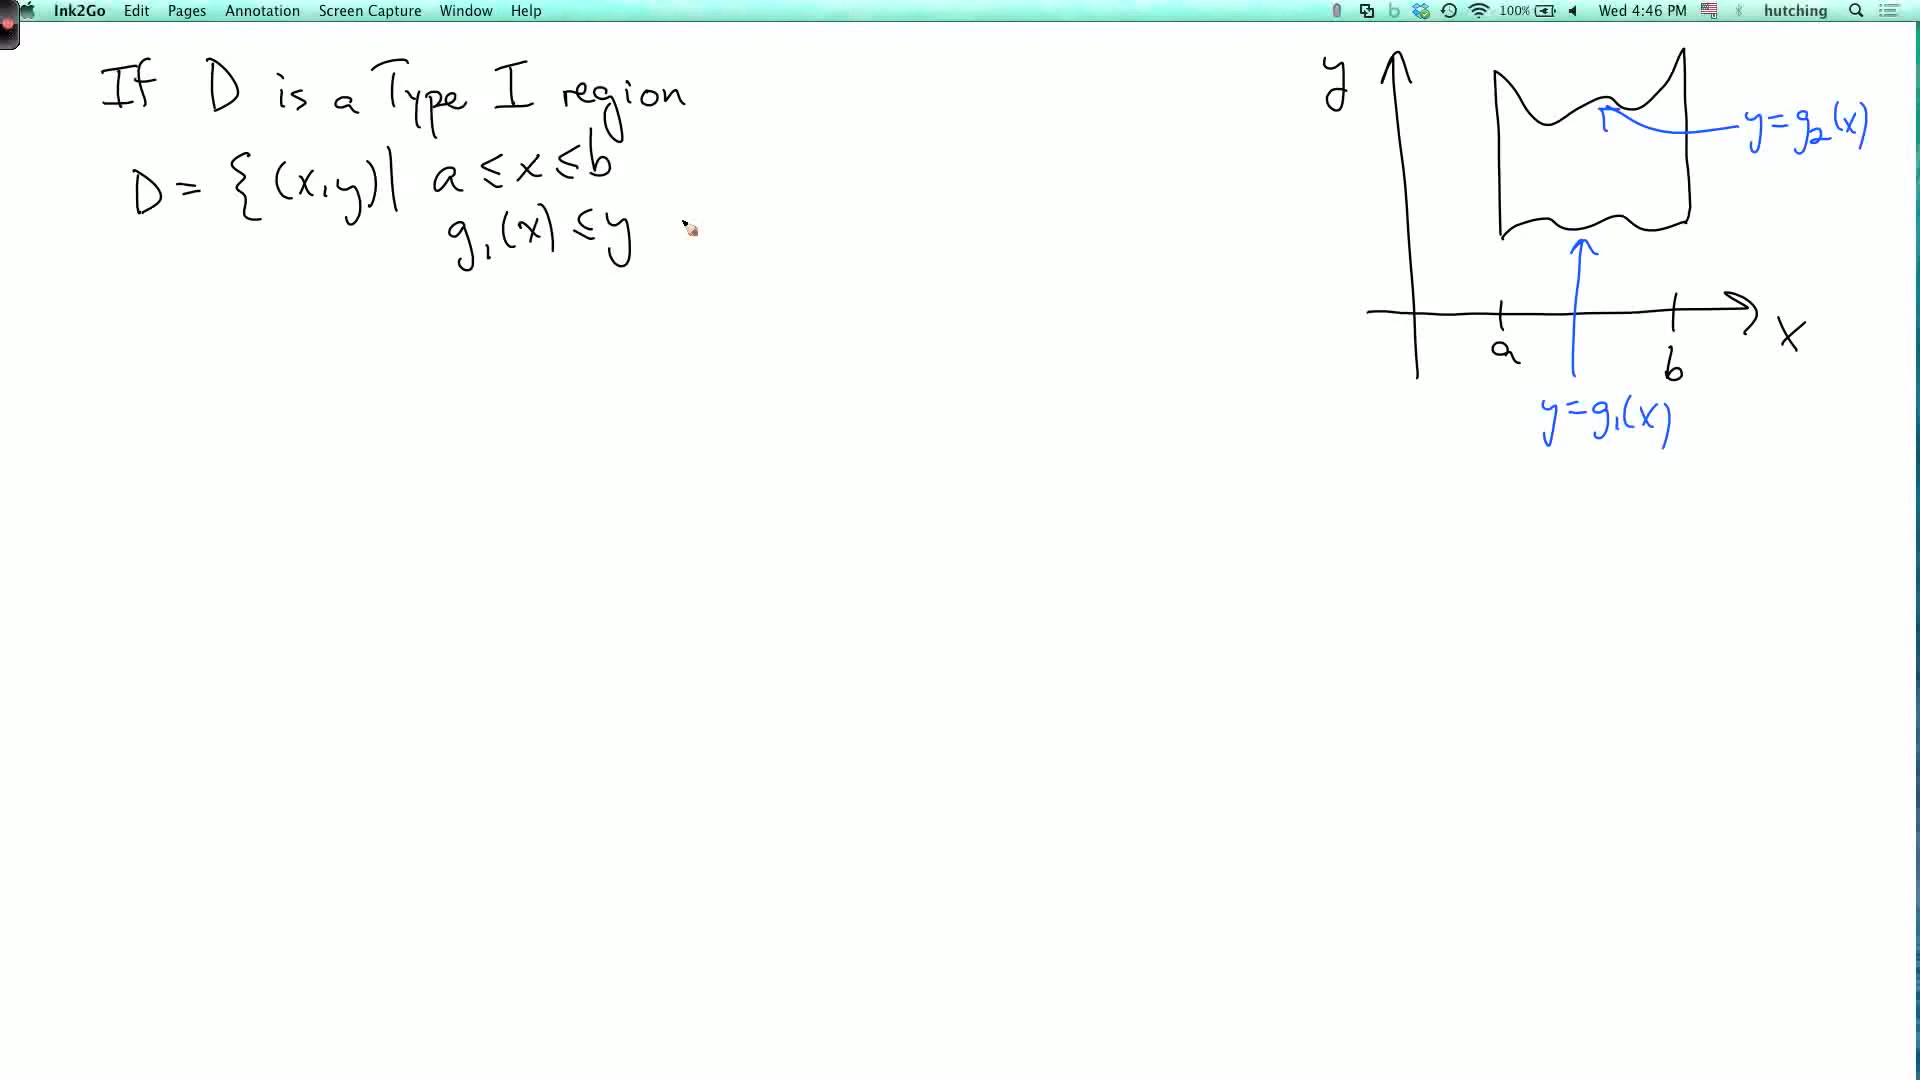 Ink2Go Edit Pages Annotation Screen Capture Window Help 100% Wed 4:46 PM hutching
If D is a Type I region
D = { (x,y) | a ≤ x ≤ b
g₁(x) ≤ y
y
y=g₂(x)
a
b
x
y=g₁(x)